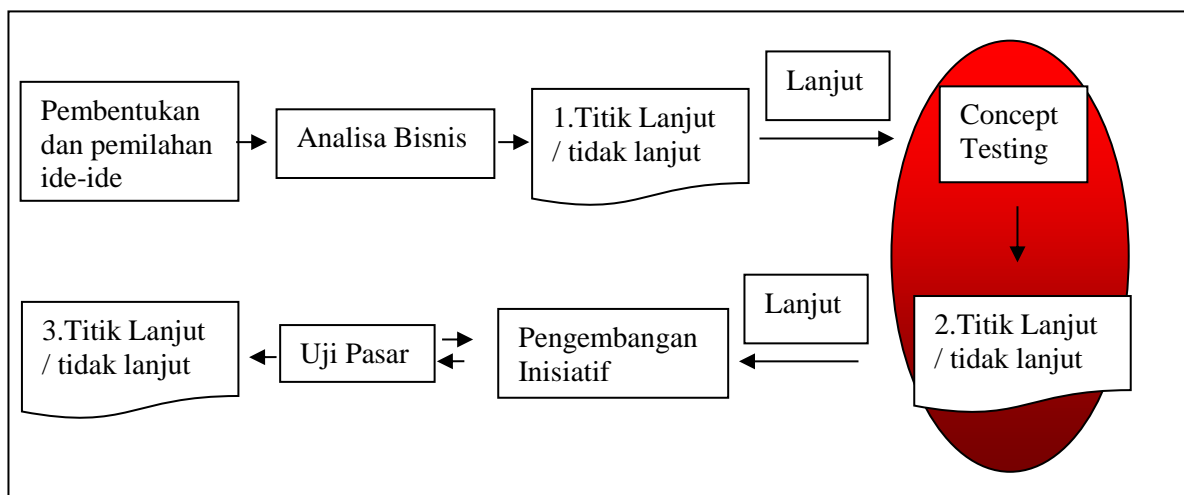 Pembentukan
dan pemilahan
ide-ide
Analisa Bisnis
1.Titik Lanjut
/ tidak lanjut
Lanjut
Concept
Testing
2.Titik Lanjut
/ tidak lanjut
Lanjut
Pengembangan
Inisiatif
Uji Pasar
3.Titik Lanjut
/ tidak lanjut